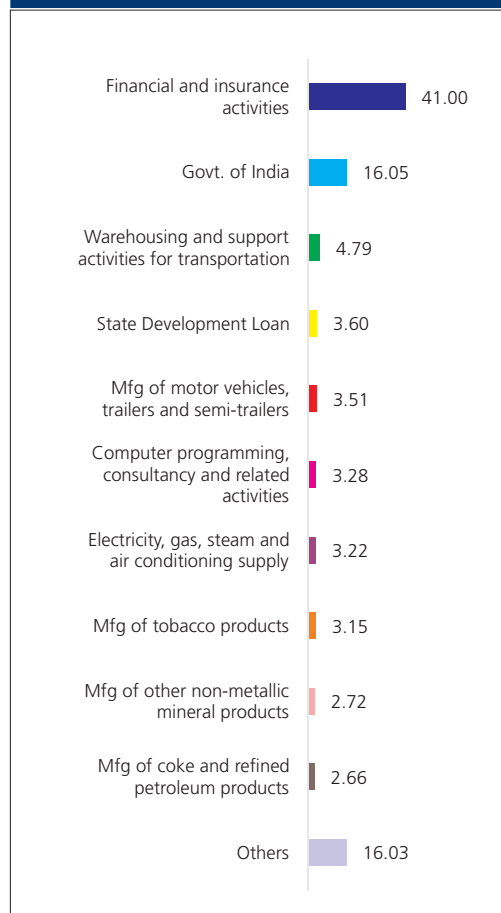 Financial and insurance
activities
41.00
Govt. of India
16.05
Warehousing and support
activities for transportation
4.79
State Development Loan
3.60
Mfg of motor vehicles,
trailers and semi-trailers
3.51
Computer programming,
consultancy and related
activities
3.28
Electricity, gas, steam and
air conditioning supply
3.22
Mfg of tobacco products
3.15
Mfg of other non-metallic
mineral products
2.72
Mfg of coke and refined
petroleum products
2.66
Others
16.03